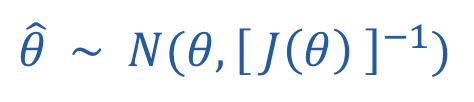 θ̂ ~ N(θ, [ J(θ) ]⁻¹)